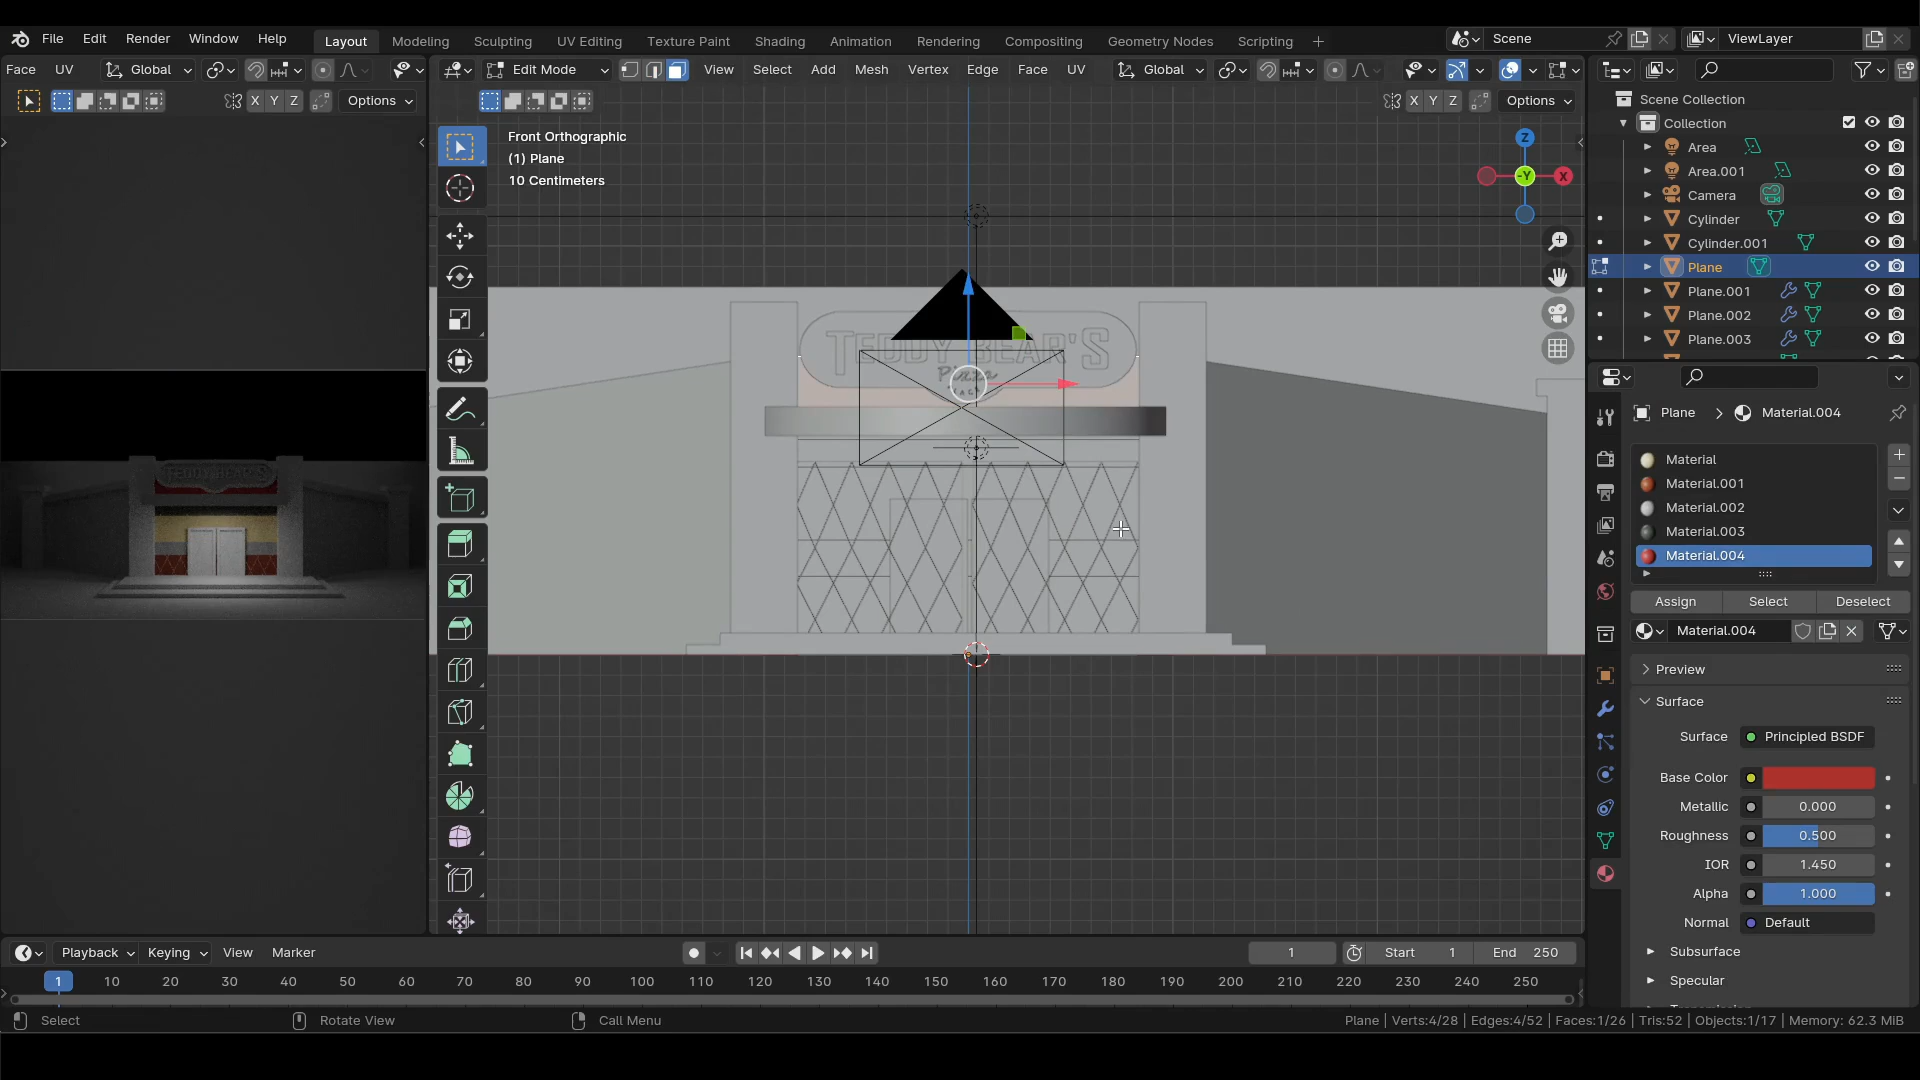 File Edit Render Window Help
Layout Modeling Sculpting UV Editing Texture Paint Shading Animation Rendering Compositing Geometry Nodes Scripting
Scene
ViewLayer
Face UV Global
Edit Mode View Select Add Mesh Vertex Edge Face UV Global
X Y Z Options
X Y Z Options
Front Orthographic
(1) Plane
10 Centimeters
Z
-Y
X
Scene Collection
Collection
Area
Area.001
Camera
Cylinder
Cylinder.001
Plane
Plane.001
Plane.002
Plane.003
TEDDY BEAR'S
TEDDY BEAR'S
Plane > Material.004
Material
Material.001
Material.002
Material.003
Material.004
Assign Select Deselect
Material.004
Preview
Surface
Surface Principled BSDF
Base Color
Metallic 0.000
Roughness 0.500
IOR 1.450
Alpha 1.000
Normal Default
Subsurface
Specular
Playback Keying View Marker
1 Start 1 End 250
1 10 20 30 40 50 60 70 80 90 100 110 120 130 140 150 160 170 180 190 200 210 220 230 240 250
Select Rotate View Call Menu
Plane | Verts:4/28 | Edges:4/52 | Faces:1/26 | Tris:52 | Objects:1/17 | Memory: 62.3 MiB